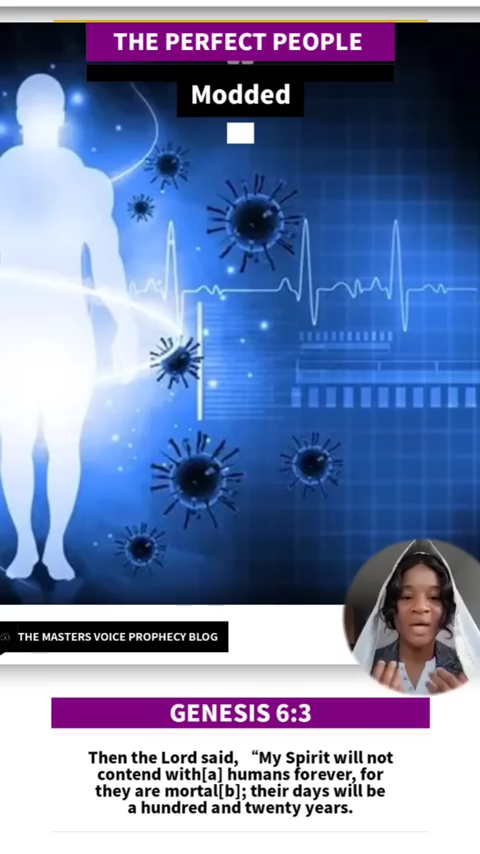 THE PERFECT PEOPLE
Modded
THE MASTERS VOICE PROPHECY BLOG
GENESIS 6:3
Then the Lord said, “My Spirit will not
contend with[a] humans forever, for
they are mortal[b]; their days will be
a hundred and twenty years.